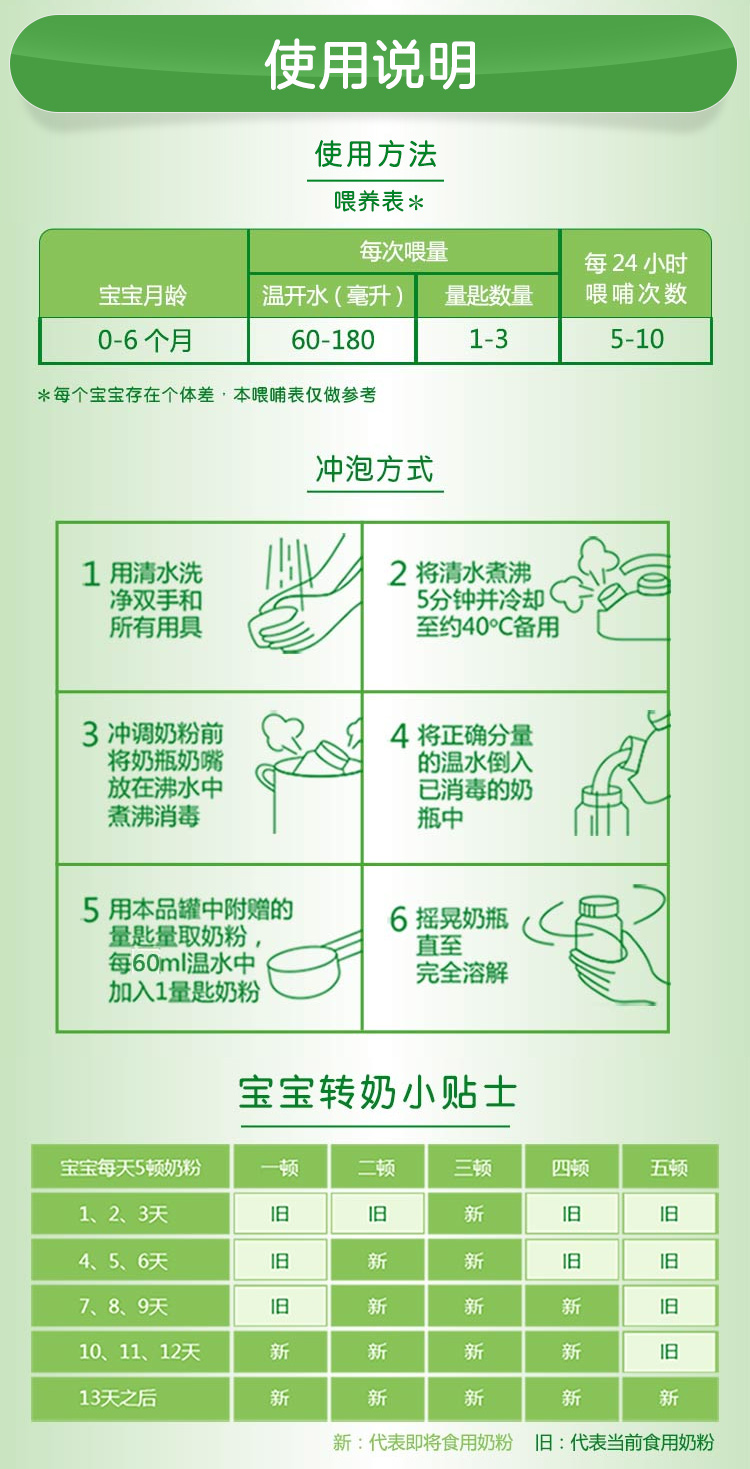 使用说明
使用方法
喂养表*
宝宝月龄 每次喂量 每24小时
温开水(毫升) 量匙数量 喂哺次数
0-6个月 60-180 1-3 5-10
*每个宝宝存在个体差·本喂哺表仅做参考
冲泡方式
1 用清水洗
净双手和
所有用具
2 将清水煮沸
5分钟并冷却
至约40℃备用
3 冲调奶粉前
将奶瓶奶嘴
放在沸水中
煮沸消毒
4 将正确分量
的温水倒入
已消毒的奶
瓶中
5 用本品罐中附赠的
量匙量取奶粉，
每60ml温水中
加入1量匙奶粉
6 摇晃奶瓶
直至
完全溶解
宝宝转奶小贴士
宝宝每天5顿奶粉 一顿 二顿 三顿 四顿 五顿
1、2、3天 旧 旧 新 旧 旧
4、5、6天 旧 新 新 旧 旧
7、8、9天 旧 新 新 新 旧
10、11、12天 新 新 新 新 旧
13天之后 新 新 新 新 新
新：代表即将食用奶粉 旧：代表当前食用奶粉